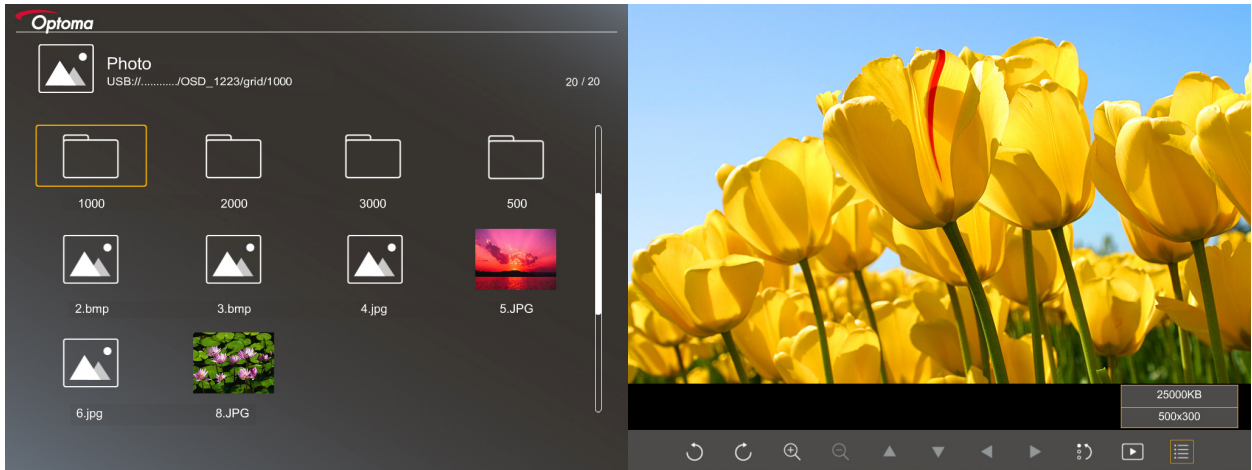 Optoma
Photo
USB://.........../OSD_1223/grid/1000
20 / 20
1000 2000 3000 500
2.bmp 3.bmp 4.jpg 5.JPG
6.jpg 8.JPG
25000KB
500x300